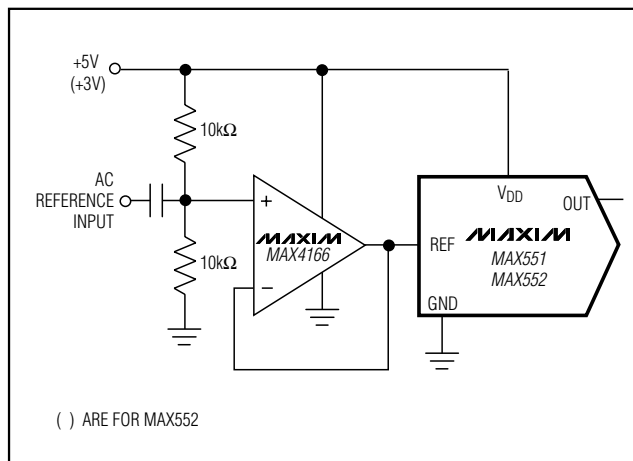 +5V
(+3V)
10kΩ
AC
REFERENCE
INPUT
10kΩ
+
−
MAXIM
MAX4166
VDD
OUT
REF
MAXIM
MAX551
MAX552
GND
( ) ARE FOR MAX552